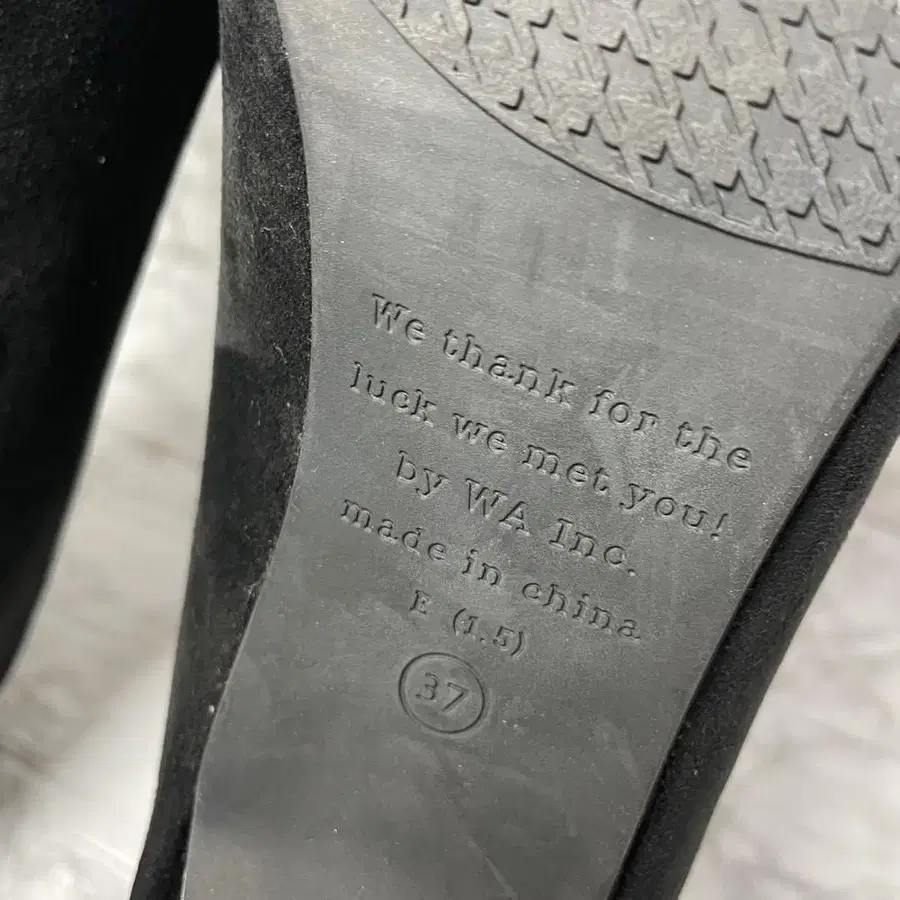 We thank for the
luck we met you!
by WA Inc.
made in china
E (1.5)
37